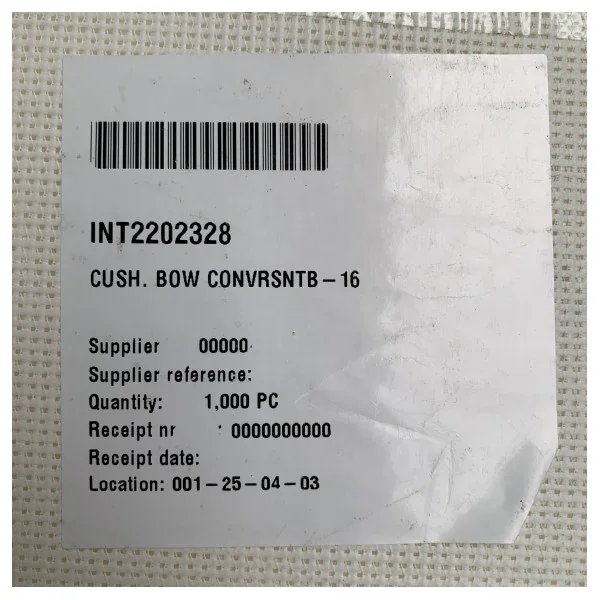 INT2202328
CUSH. BOW CONVRSNTB-16
Supplier 00000
Supplier reference:
Quantity: 1,000 PC
Receipt nr 0000000000
Receipt date:
Location: 001-25-04-03